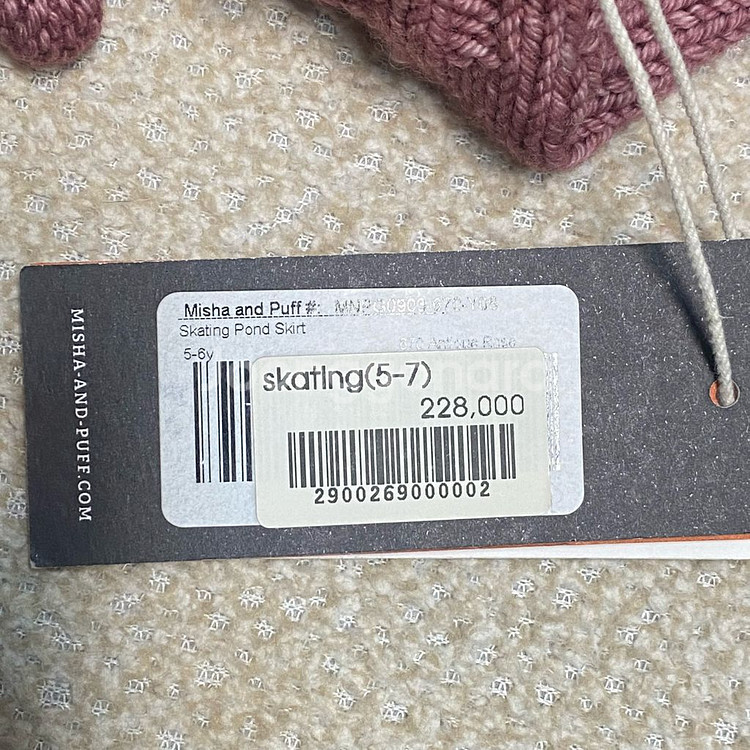 MISHA-AND-PUFF.COM
Misha and Puff #:
Skating Pond Skirt
5-6y
skating(5-7)
228,000
2900269000002